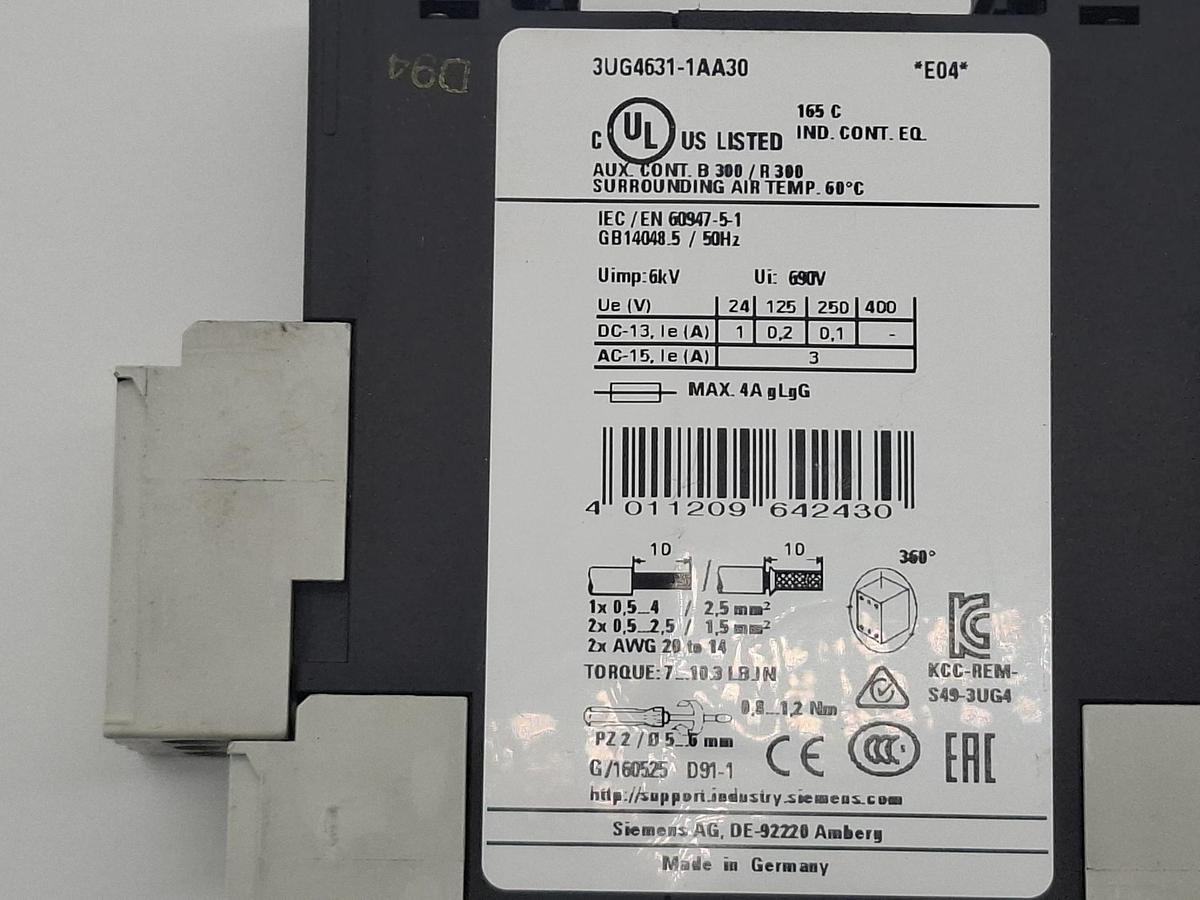 D94
3UG4631-1AA30 *E04*
C UL US LISTED
165 C
IND. CONT. EQ.
AUX. CONT. B 300 / R 300
SURROUNDING AIR TEMP. 60°C
IEC / EN 60947-5-1
GB14048.5 / 50Hz
Uimp: 6kV Ui: 690V
Ue (V) 24 125 250 400
DC-13, Ie (A) 1 0,2 0,1 -
AC-15, Ie (A) 3
MAX. 4A gLgG
4 011209 642430
10 / 10
360°
1x 0,5...4 / 2,5 mm²
2x 0,5...2,5 / 1,5 mm²
2x AWG 20 to 14
TORQUE: 7...10.3 LB.IN
KCC-REM-
S49-3UG4
0,8...1,2 Nm
PZ 2 / Ø 5...6 mm
CE CCC EAC
G/160525 D91-1
http://support.industry.siemens.com
Siemens AG, DE-92220 Amberg
Made in Germany